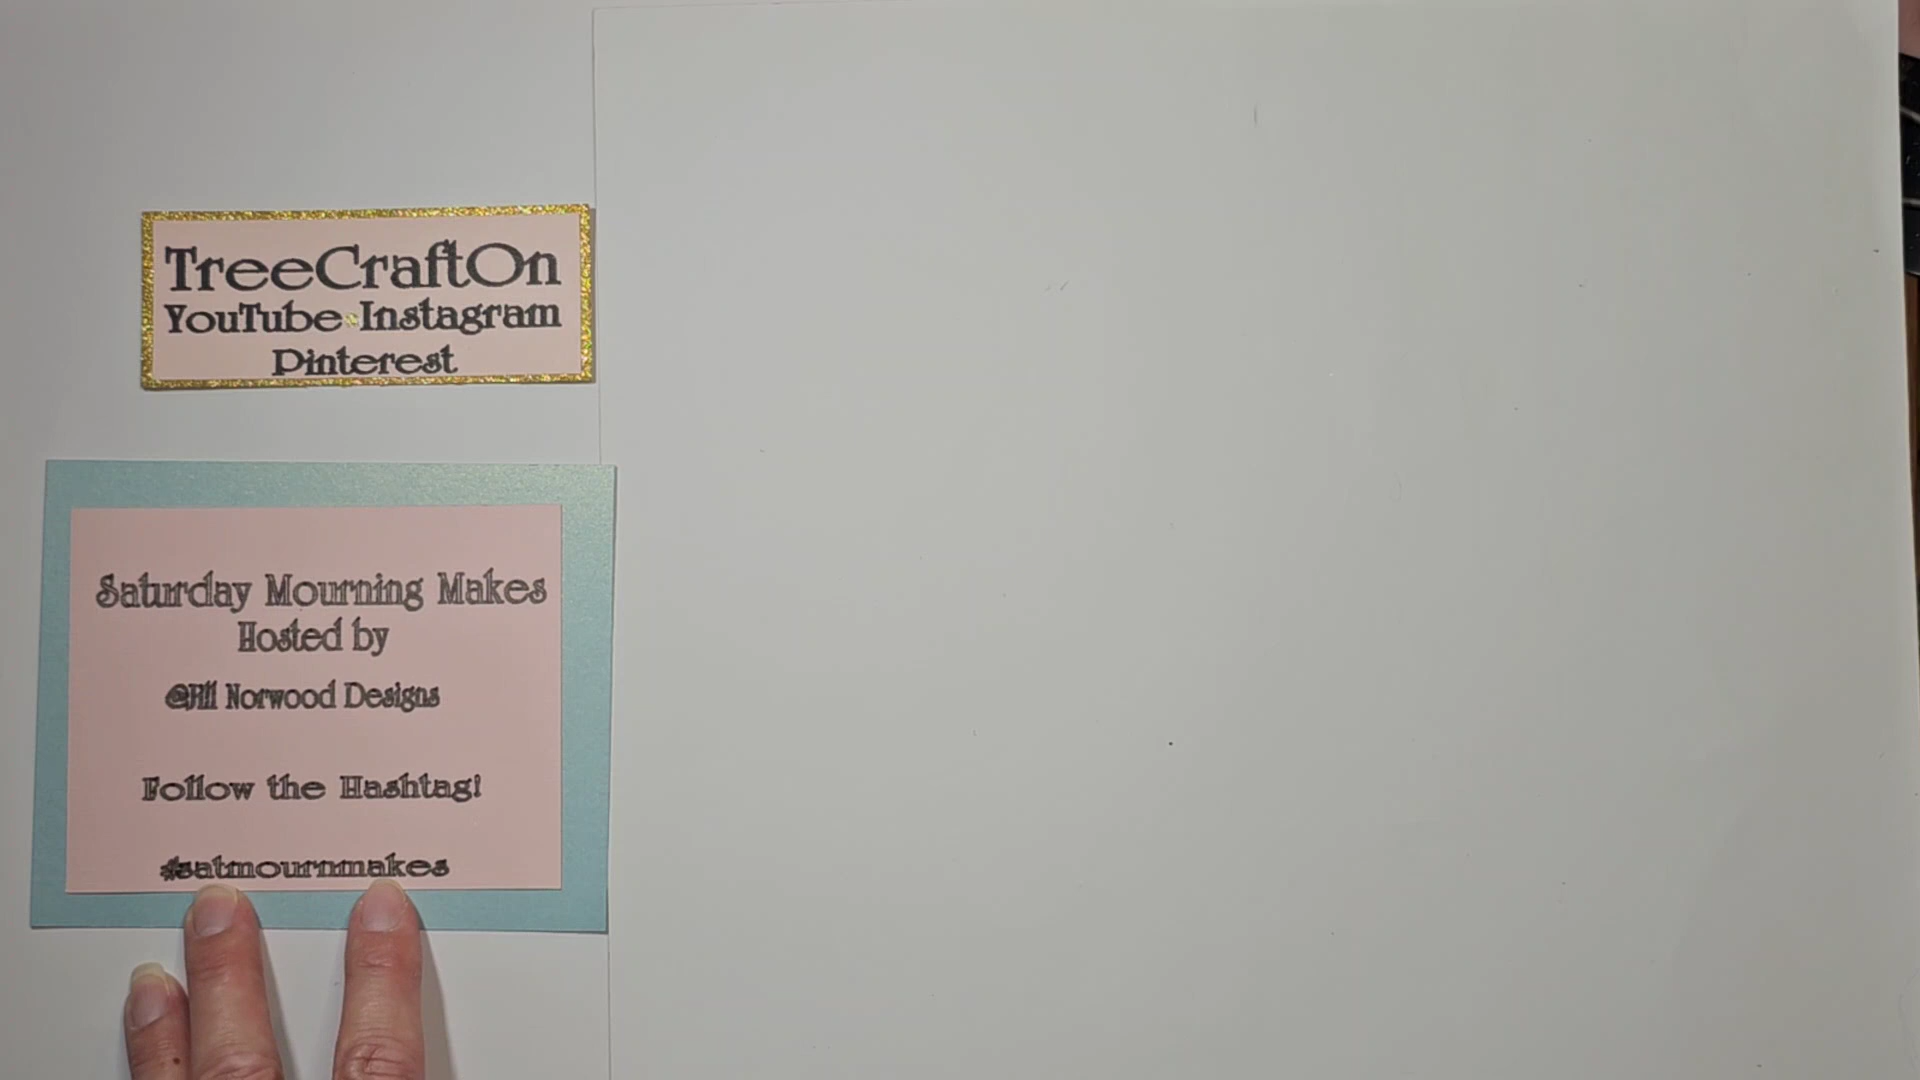 TreeCraftOn
YouTube Instagram
Pinterest
Saturday Mourning Makes
Hosted by
@Jill Norwood Designs
Follow the Hashtag!
#satmournmakes